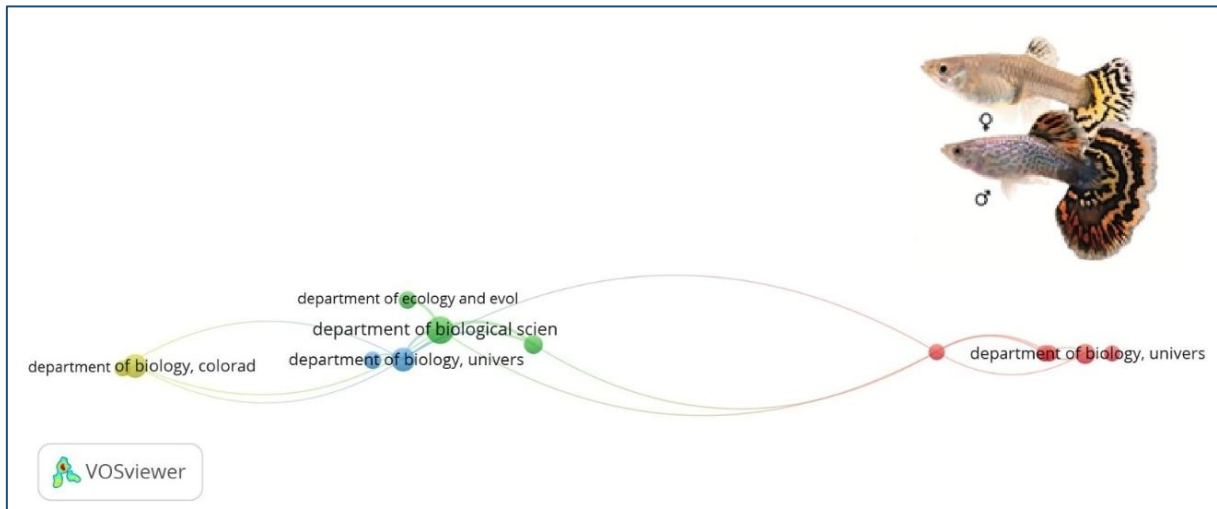 ♀
♂
department of ecology and evol
department of biological scien
department of biology, univers
department of biology, colorad
department of biology, univers
VOSviewer